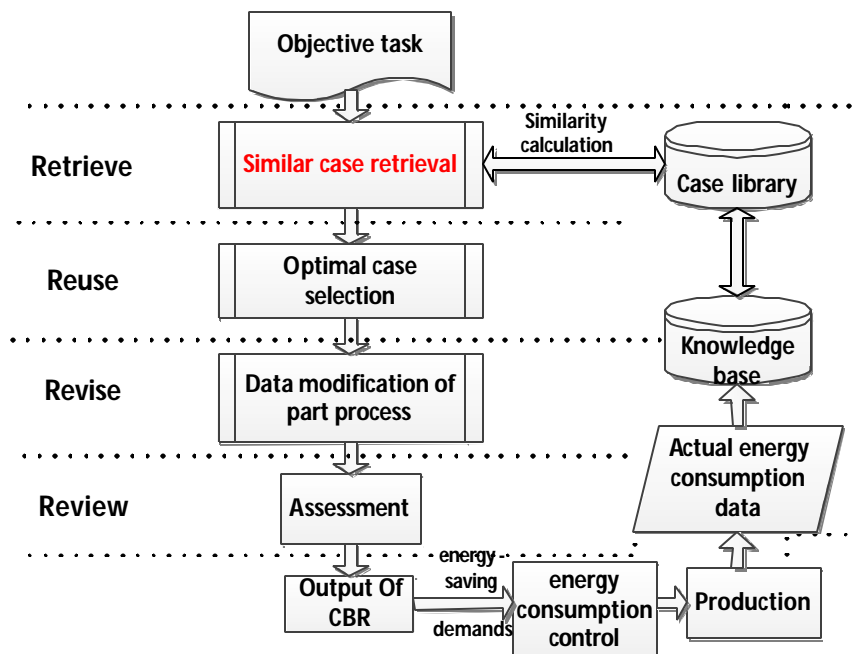 Objective task
Retrieve
Similar case retrieval
Similarity
calculation
Case library
Reuse
Optimal case
selection
Knowledge
base
Revise
Data modification of
part process
Actual energy
consumption
data
Review
Assessment
Output Of
CBR
energy
saving
demands
energy
consumption
control
Production